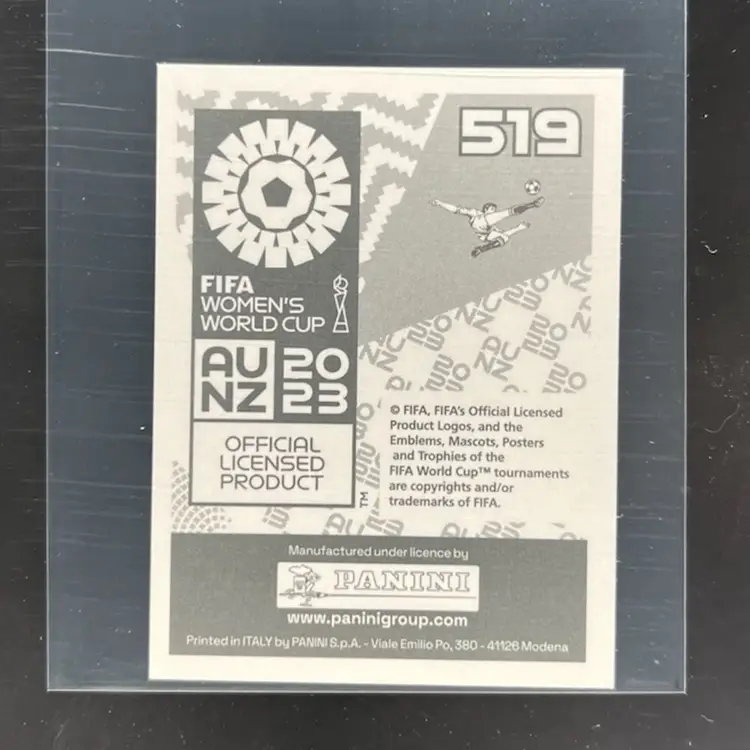 519
FIFA
WOMEN'S
WORLD CUP
AU 20
NZ 23
OFFICIAL
LICENSED
PRODUCT
TM
© FIFA, FIFA's Official Licensed
Product Logos, and the
Emblems, Mascots, Posters
and Trophies of the
FIFA World Cup™ tournaments
are copyrights and/or
trademarks of FIFA.
Manufactured under licence by
PANINI
www.paninigroup.com
Printed in ITALY by PANINI S.p.A. - Viale Emilio Po, 380 - 41126 Modena